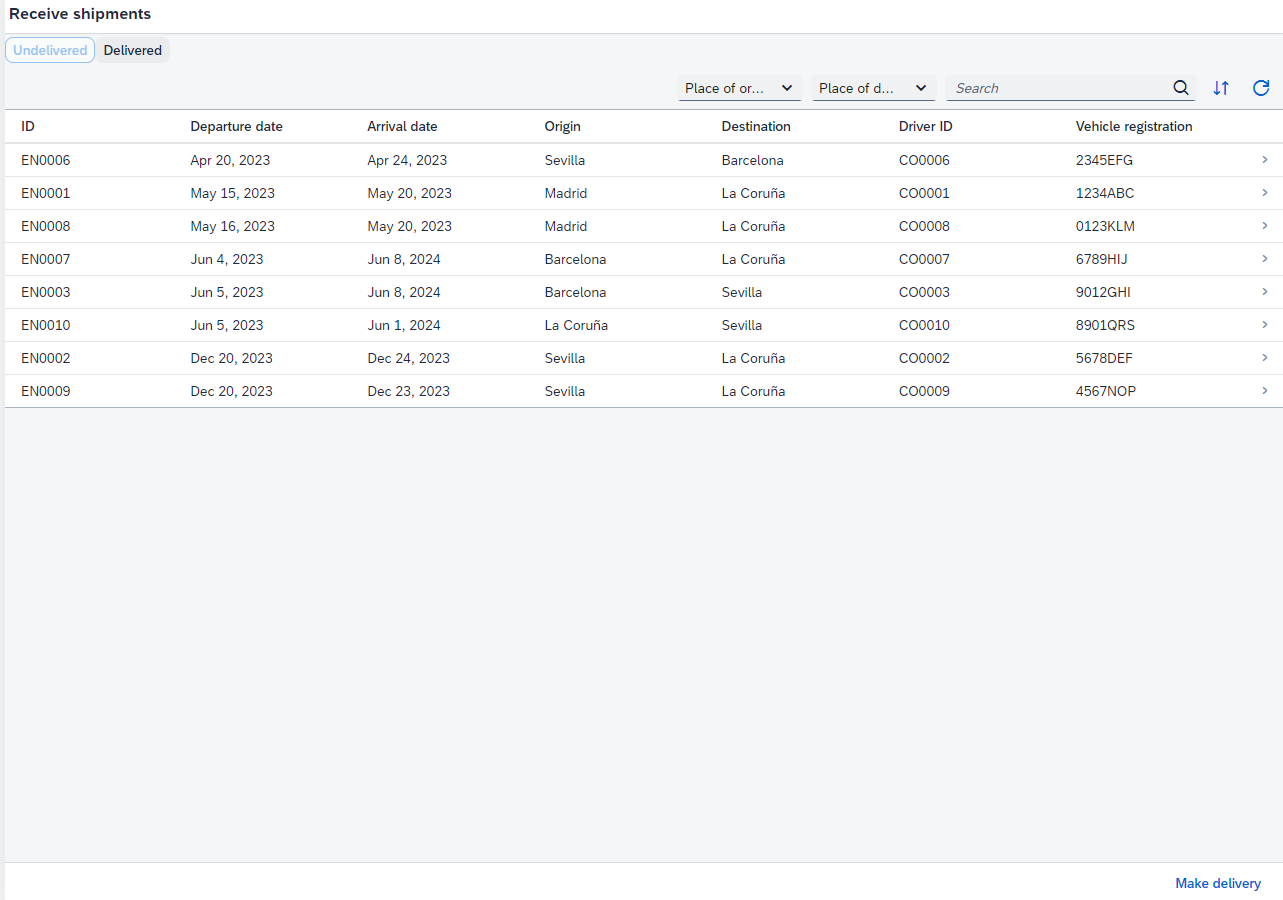 Receive shipments
Undelivered Delivered
Place of or... Place of d... Search
ID Departure date Arrival date Origin Destination Driver ID Vehicle registration
EN0006 Apr 20, 2023 Apr 24, 2023 Sevilla Barcelona CO0006 2345EFG
EN0001 May 15, 2023 May 20, 2023 Madrid La Coruña CO0001 1234ABC
EN0008 May 16, 2023 May 20, 2023 Madrid La Coruña CO0008 0123KLM
EN0007 Jun 4, 2023 Jun 8, 2024 Barcelona La Coruña CO0007 6789HIJ
EN0003 Jun 5, 2023 Jun 8, 2024 Barcelona Sevilla CO0003 9012GHI
EN0010 Jun 5, 2023 Jun 1, 2024 La Coruña Sevilla CO0010 8901QRS
EN0002 Dec 20, 2023 Dec 24, 2023 Sevilla La Coruña CO0002 5678DEF
EN0009 Dec 20, 2023 Dec 23, 2023 Sevilla La Coruña CO0009 4567NOP
Make delivery